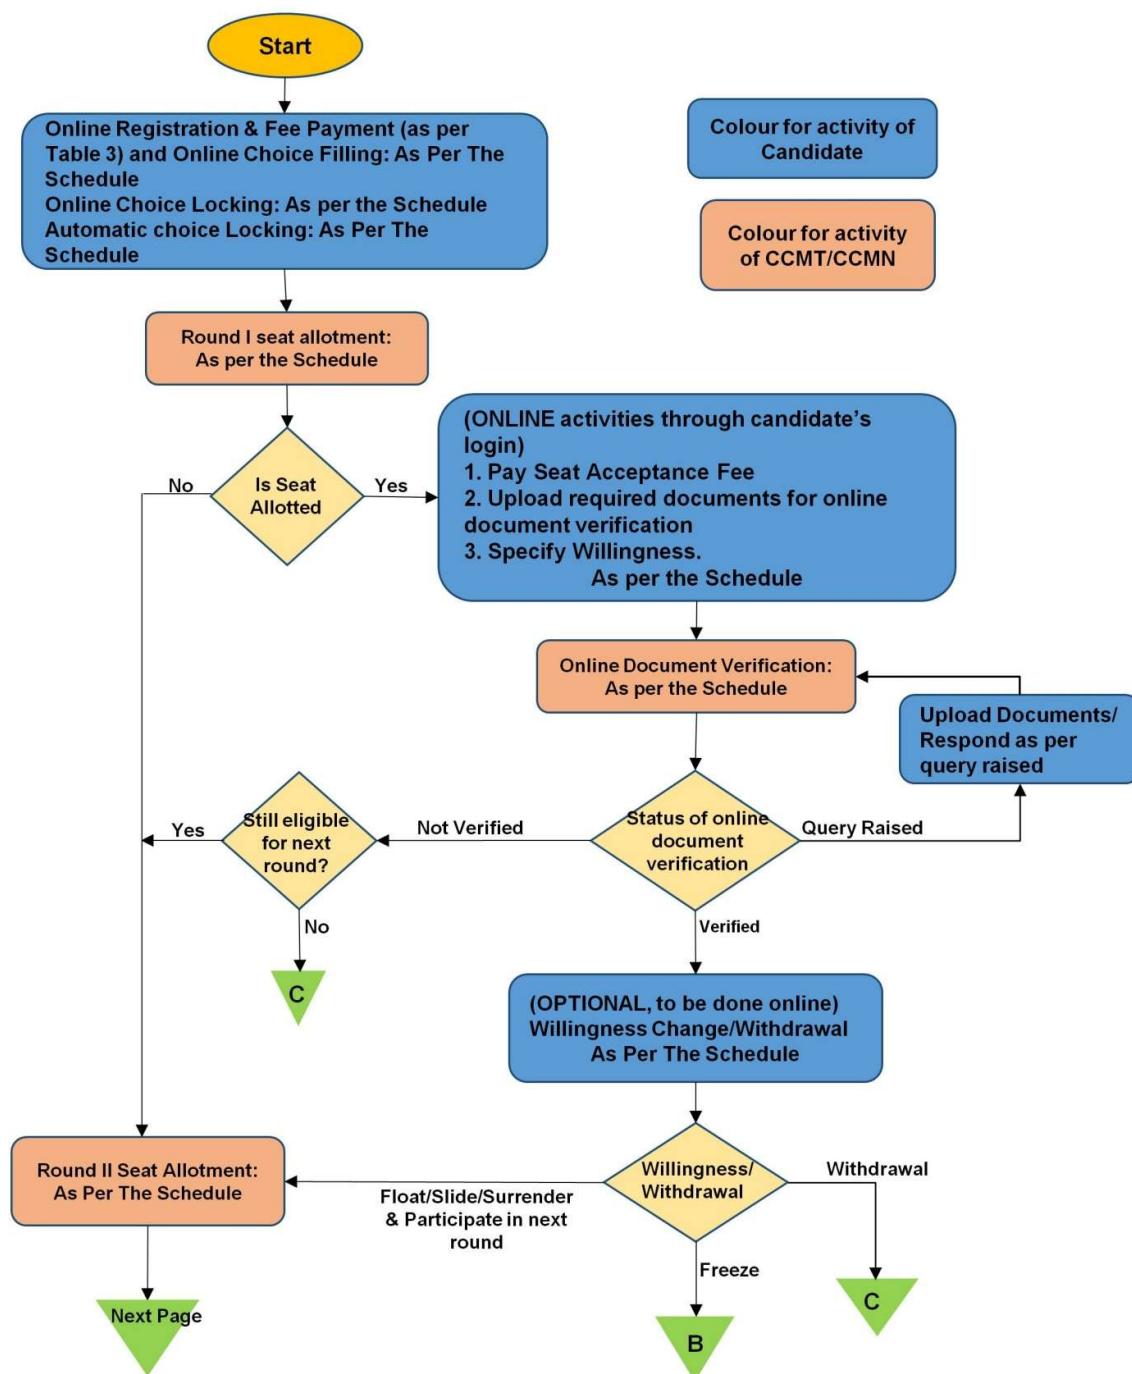 Start
Online Registration & Fee Payment (as per
Table 3) and Online Choice Filling: As Per The
Schedule
Online Choice Locking: As per the Schedule
Automatic choice Locking: As Per The
Schedule
Colour for activity of
Candidate
Colour for activity
of CCMT/CCMN
Round I seat allotment:
As per the Schedule
Is Seat
Allotted
No
Yes
(ONLINE activities through candidate's
login)
1. Pay Seat Acceptance Fee
2. Upload required documents for online
document verification
3. Specify Willingness.
As per the Schedule
Online Document Verification:
As per the Schedule
Upload Documents/
Respond as per
query raised
Status of online
document
verification
Query Raised
Not Verified
Still eligible
for next
round?
Yes
No
C
Verified
(OPTIONAL, to be done online)
Willingness Change/Withdrawal
As Per The Schedule
Willingness/
Withdrawal
Withdrawal
C
Float/Slide/Surrender
& Participate in next
round
Freeze
B
Round II Seat Allotment:
As Per The Schedule
Next Page